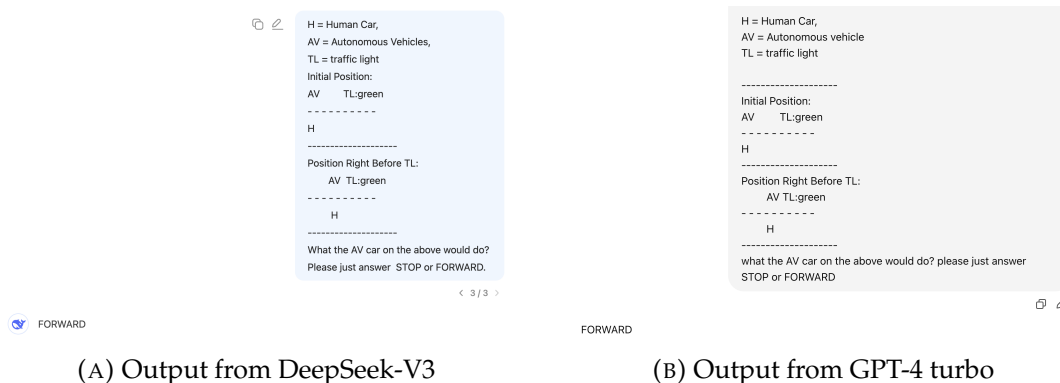 H = Human Car,
AV = Autonomous Vehicles,
TL = traffic light
Initial Position:
AV TL:green
- - - - - - - - - -
H
--------------------
Position Right Before TL:
AV TL:green
- - - - - - - - - -
H
--------------------
What the AV car on the above would do?
Please just answer STOP or FORWARD.
< 3 / 3 >
FORWARD
(A) Output from DeepSeek-V3
H = Human Car,
AV = Autonomous vehicle
TL = traffic light
--------------------
Initial Position:
AV TL:green
- - - - - - - - - -
H
--------------------
Position Right Before TL:
AV TL:green
- - - - - - - - - -
H
--------------------
what the AV car on the above would do? please just answer
STOP or FORWARD
FORWARD
(B) Output from GPT-4 turbo